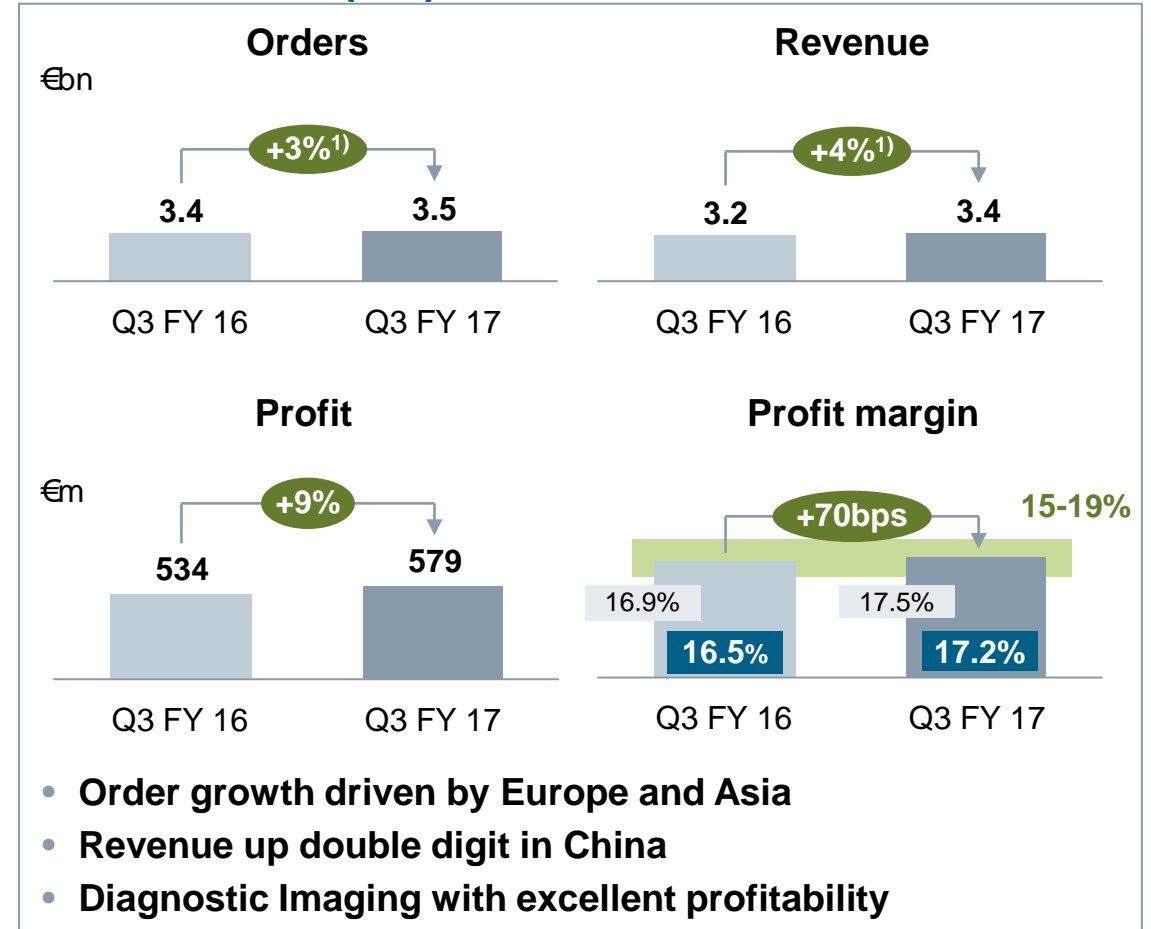 Orders
Revenue
€bn
+3%1)
+4%1)
3.4
3.5
3.2
3.4
Q3 FY 16
Q3 FY 17
Q3 FY 16
Q3 FY 17
Profit
Profit margin
€m
+9%
+70bps
15-19%
534
579
16.9%
17.5%
16.5%
17.2%
Q3 FY 16
Q3 FY 17
Q3 FY 16
Q3 FY 17
• Order growth driven by Europe and Asia
• Revenue up double digit in China
• Diagnostic Imaging with excellent profitability